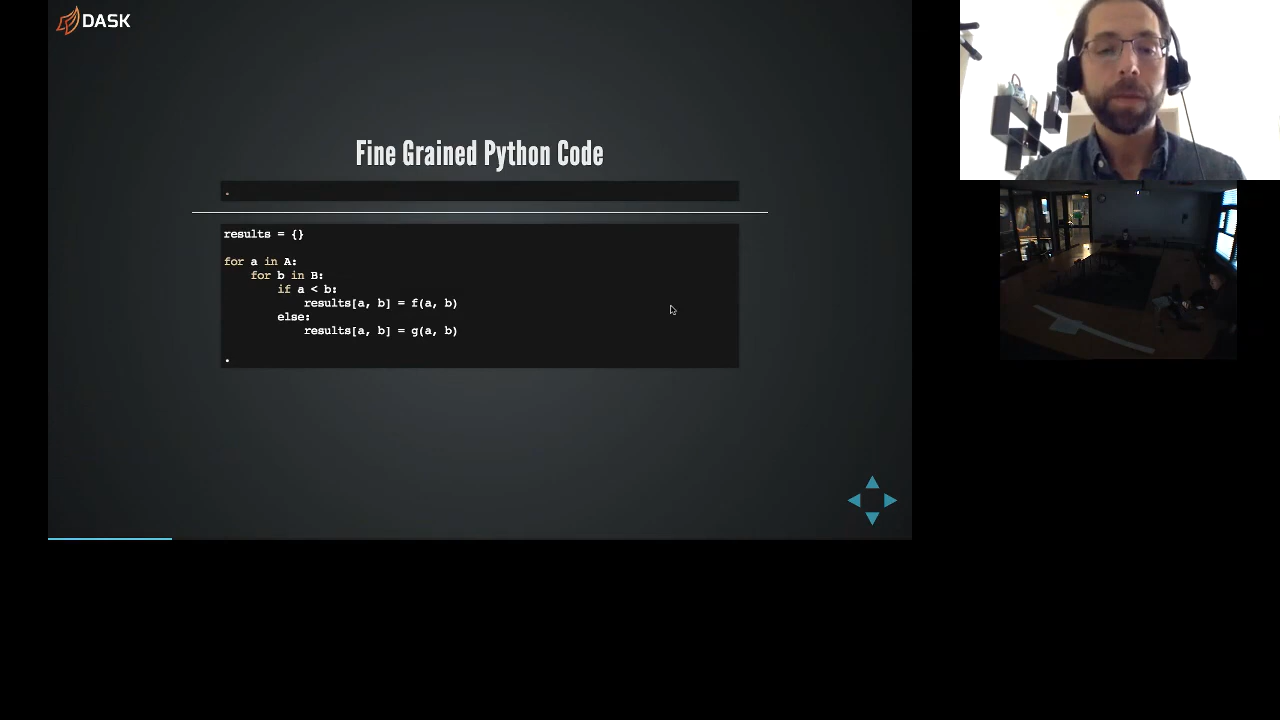 DASK
Fine Grained Python Code
.
results = {}
for a in A:
    for b in B:
        if a < b:
            results[a, b] = f(a, b)
        else:
            results[a, b] = g(a, b)
.